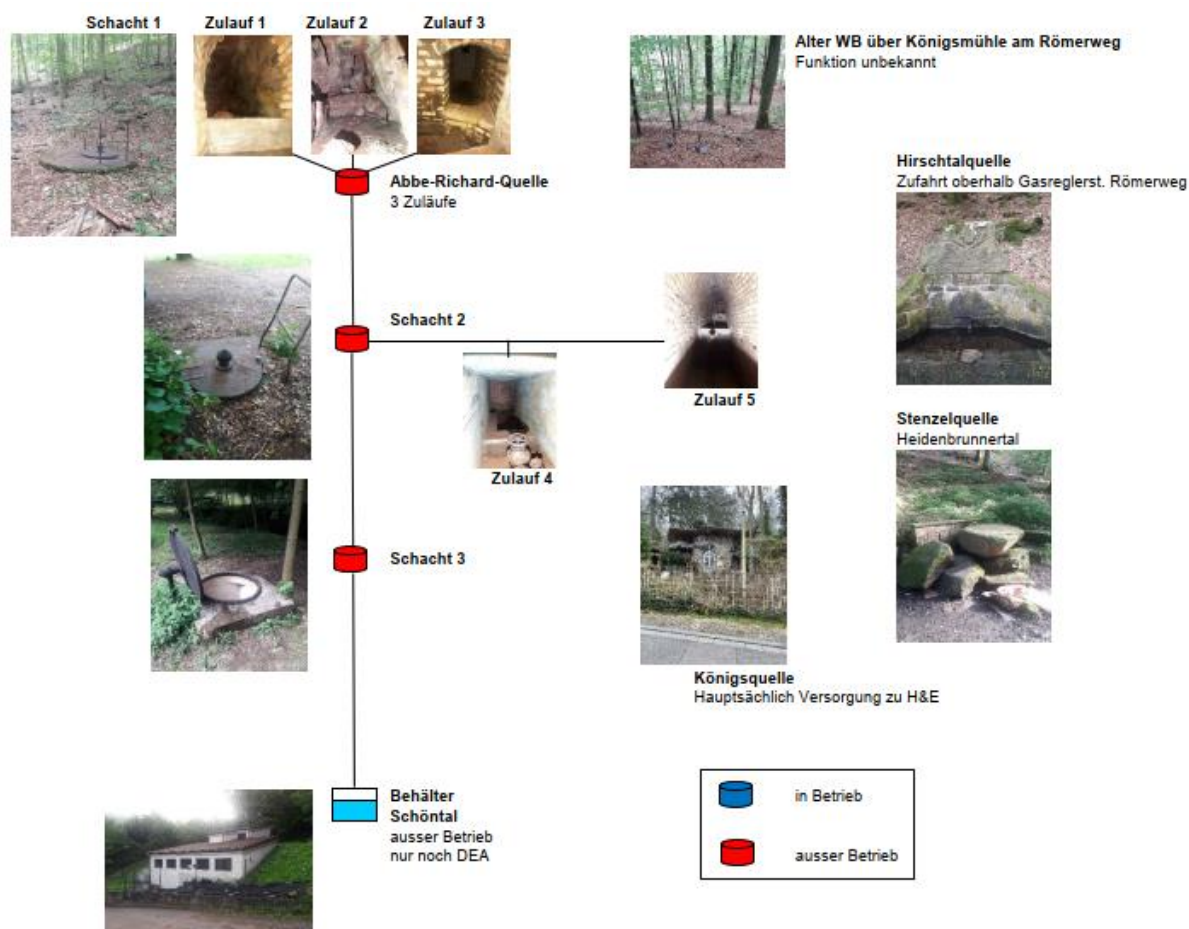 Schacht 1
Zulauf 1
Zulauf 2
Zulauf 3
Alter WB über Königsmühle am Römerweg
Funktion unbekannt
Abbe-Richard-Quelle
3 Zuläufe
Hirschtalquelle
Zufahrt oberhalb Gasreglerst. Römerweg
Schacht 2
Zulauf 5
Zulauf 4
Stenzelquelle
Heidenbrunnertal
Schacht 3
Königsquelle
Hauptsächlich Versorgung zu H&E
Behälter
Schöntal
ausser Betrieb
nur noch DEA
in Betrieb
ausser Betrieb